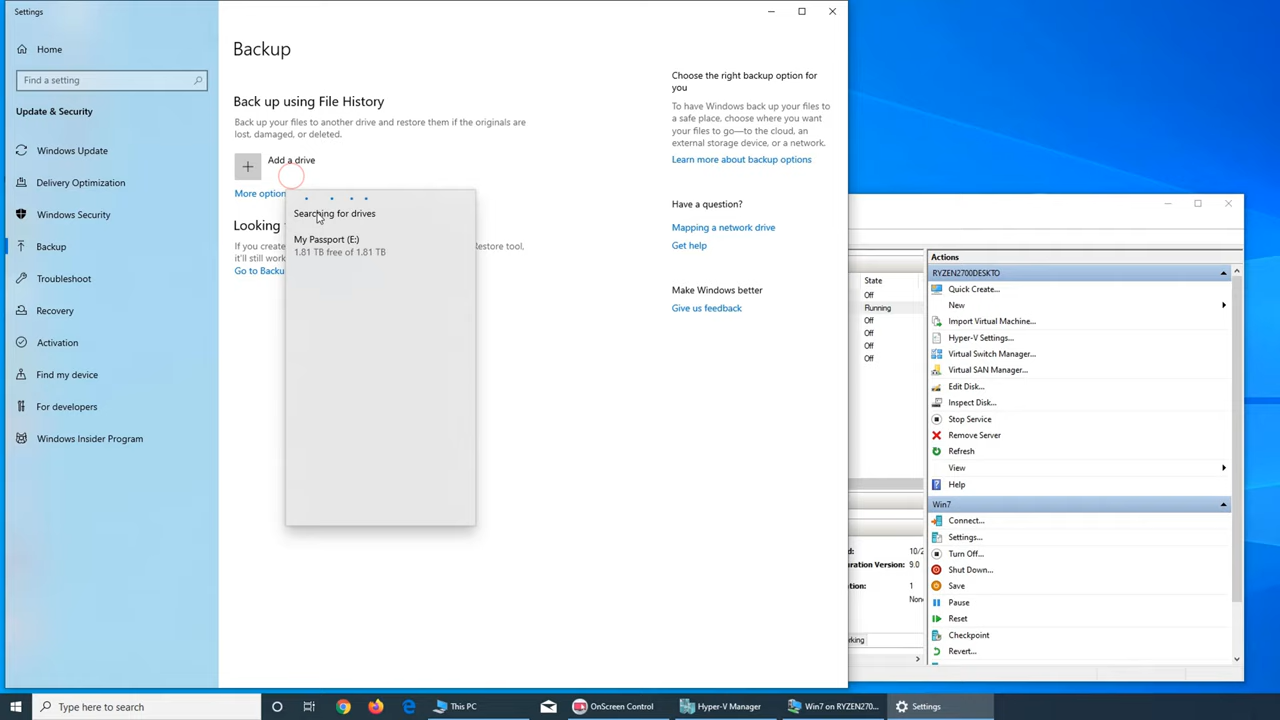 Settings
Home
Find a setting
Update & Security
Windows Update
Delivery Optimization
Windows Security
Backup
Troubleshoot
Recovery
Activation
Find my device
For developers
Windows Insider Program
Backup
Back up using File History
Back up your files to another drive and restore them if the originals are
lost, damaged, or deleted.
Add a drive
More option
Looking
If you create
Restore tool,
it'll still work
Go to Backu
Searching for drives
My Passport (E:)
1.81 TB free of 1.81 TB
Choose the right backup option for
you
To have Windows back up your files to
a safe place, choose where you want
your files to go—to the cloud, an
external storage device, or a network.
Learn more about backup options
Have a question?
Mapping a network drive
Get help
Make Windows better
Give us feedback
State
Off
Running
Off
Off
Off
Off
10/2
ration Version: 9.0
1
Non
Actions
RYZEN2700DESKTO
Quick Create...
New
Import Virtual Machine...
Hyper-V Settings...
Virtual Switch Manager...
Virtual SAN Manager...
Edit Disk...
Inspect Disk...
Stop Service
Remove Server
Refresh
View
Help
Win7
Connect...
Settings...
Turn Off...
Shut Down...
Save
Pause
Reset
Checkpoint
Revert...
Type here to search
This PC
OnScreen Control
Hyper-V Manager
Win7 on RYZEN270...
Settings